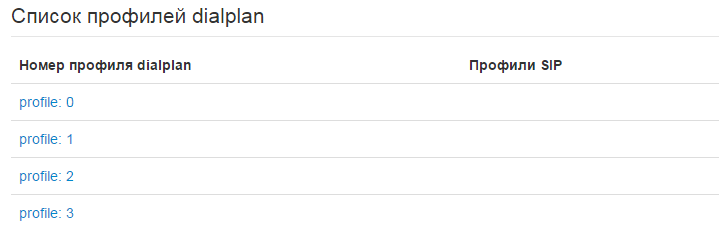 Список профилей dialplan
Номер профиля dialplan Профили SIP
profile: 0
profile: 1
profile: 2
profile: 3